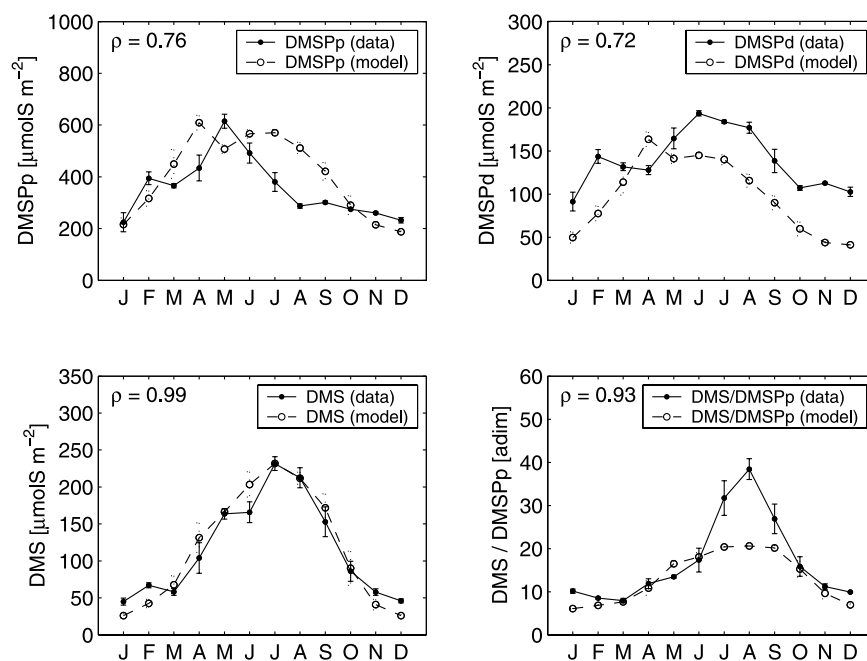 ρ = 0.76
DMSPp (data)
DMSPp (model)
DMSPp [μmolS m−2]
1000
800
600
400
200
0
J F M A M J J A S O N D
ρ = 0.72
DMSPd (data)
DMSPd (model)
DMSPd [μmolS m−2]
300
250
200
150
100
50
0
J F M A M J J A S O N D
ρ = 0.99
DMS (data)
DMS (model)
DMS [μmolS m−2]
350
300
250
200
150
100
50
0
J F M A M J J A S O N D
ρ = 0.93
DMS/DMSPp (data)
DMS/DMSPp (model)
DMS / DMSPp [adim]
60
50
40
30
20
10
0
J F M A M J J A S O N D